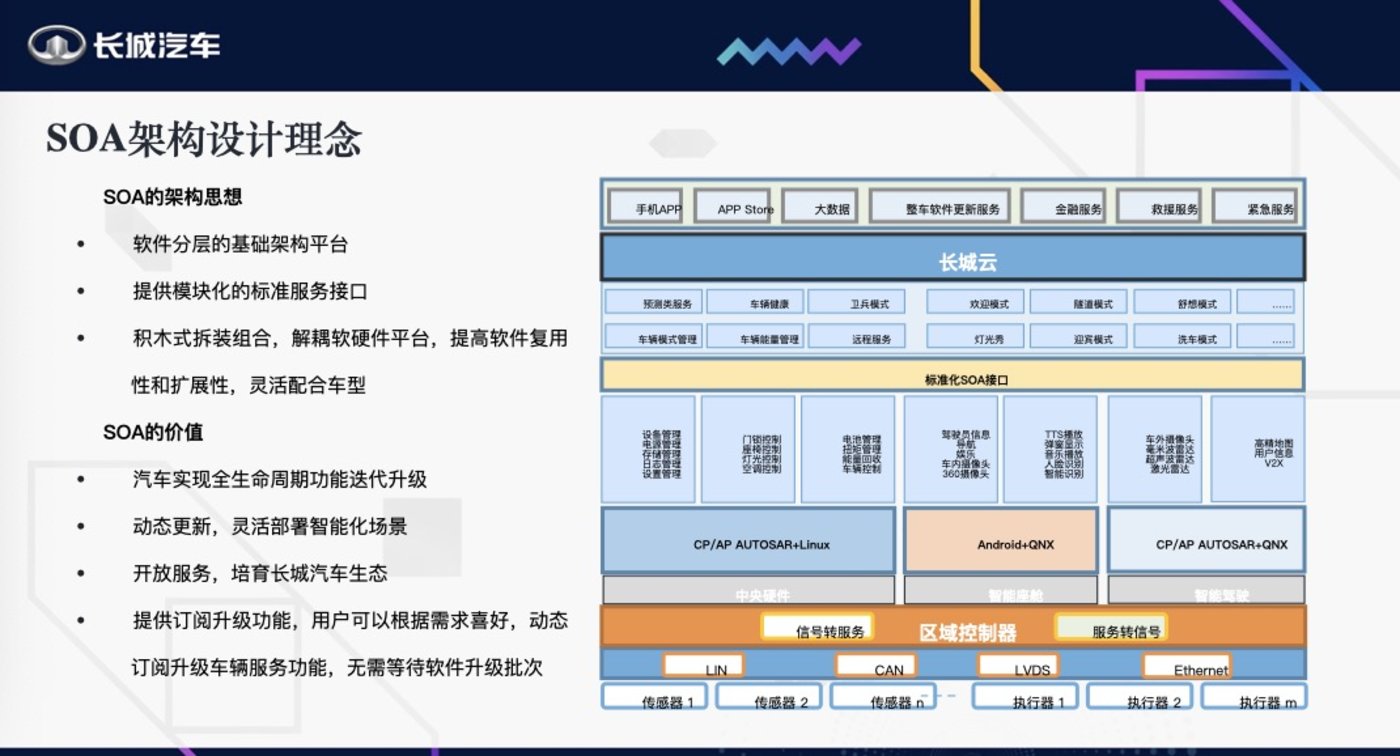 长城汽车
SOA架构设计理念
SOA的架构思想
• 软件分层的基础架构平台
• 提供模块化的标准服务接口
• 积木式拆装组合，解耦软硬件平台，提高软件复用
性和扩展性，灵活配合车型
SOA的价值
• 汽车实现全生命周期功能迭代升级
• 动态更新，灵活部署智能化场景
• 开放服务，培育长城汽车生态
• 提供订阅升级功能，用户可以根据需求喜好，动态
订阅升级车辆服务功能，无需等待软件升级批次
手机APP APP Store 大数据 整车软件更新服务 金融服务 救援服务 紧急服务
长城云
预测类服务 车辆健康 卫兵模式 欢迎模式 隧道模式 舒想模式 ......
车辆模式管理 车辆能量管理 远程服务 灯光秀 迎宾模式 洗车模式 ......
标准化SOA接口
设备管理
电源管理
存储管理
日志管理
设置管理
门锁控制
座椅控制
灯光控制
空调控制
电池管理
扭矩管理
能量回收
车辆控制
驾驶员信息
导航
娱乐
车内摄像头
360摄像头
TTS播放
弹窗显示
音乐播放
人脸识别
智能识别
车外摄像头
毫米波雷达
超声波雷达
激光雷达
高精地图
用户信息
V2X
CP/AP AUTOSAR+Linux Android+QNX CP/AP AUTOSAR+QNX
中央硬件 智能座舱 智能驾驶
信号转服务 区域控制器 服务转信号
LIN CAN LVDS Ethernet
传感器 1 传感器 2 传感器 n 执行器 1 执行器 2 执行器 m